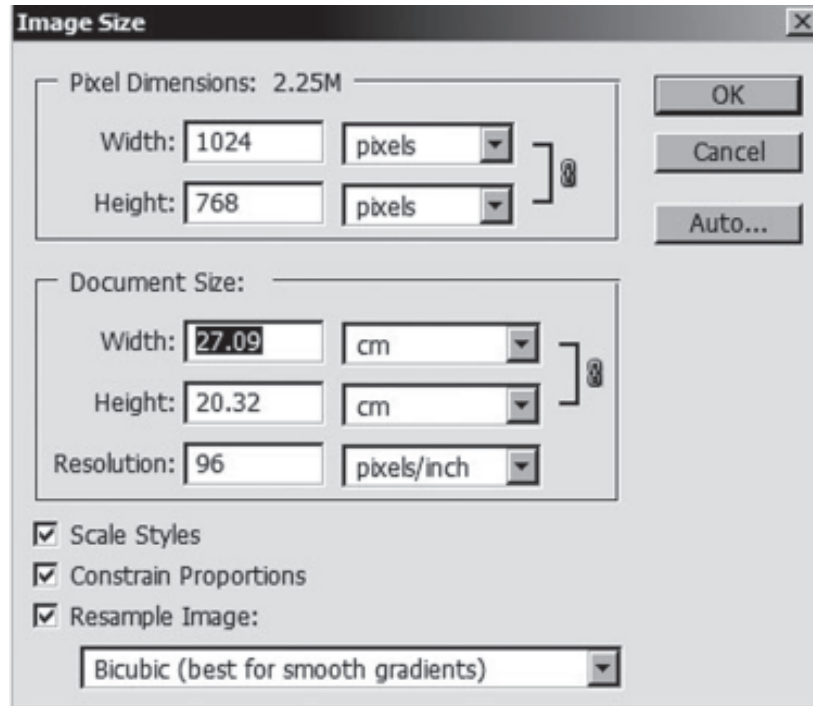 Image Size
Pixel Dimensions: 2.25M
OK
Width: 1024 pixels
Cancel
Height: 768 pixels
Auto...
Document Size:
Width: 27.09 cm
Height: 20.32 cm
Resolution: 96 pixels/inch
Scale Styles
Constrain Proportions
Resample Image:
Bicubic (best for smooth gradients)